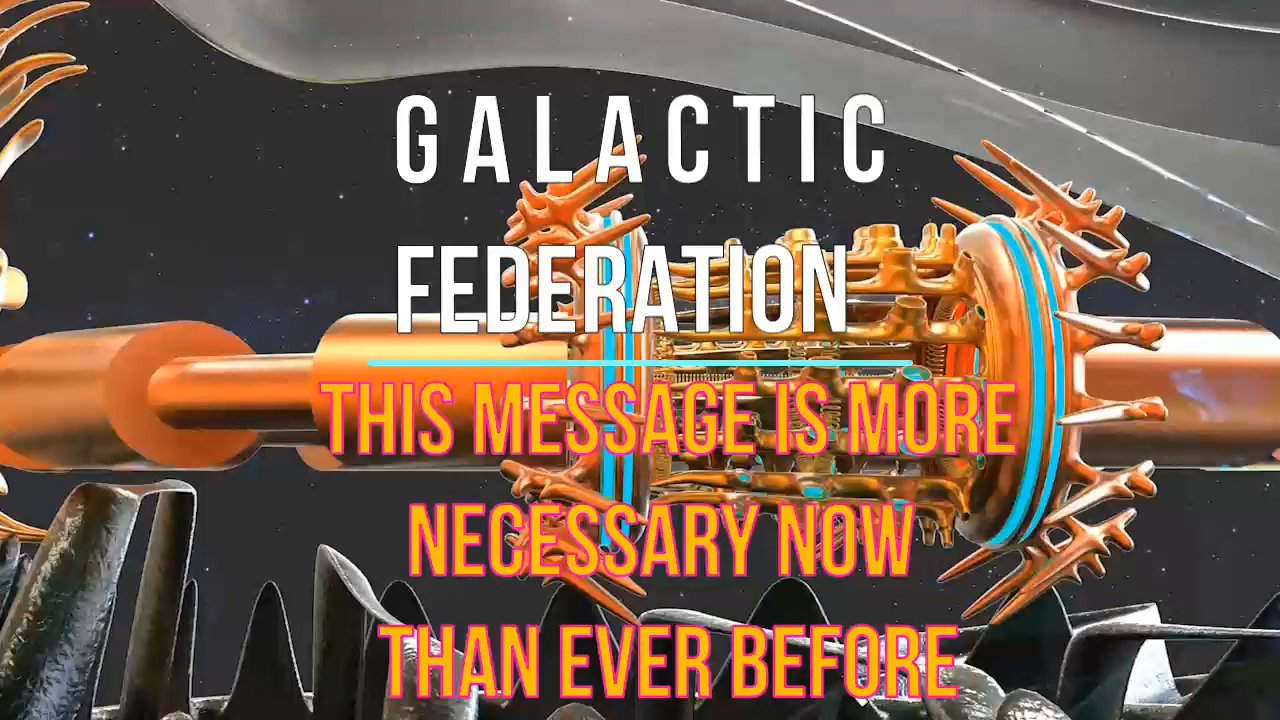 GALACTIC
FEDERATION
THIS MESSAGE IS MORE
NECESSARY NOW
THAN EVER BEFORE